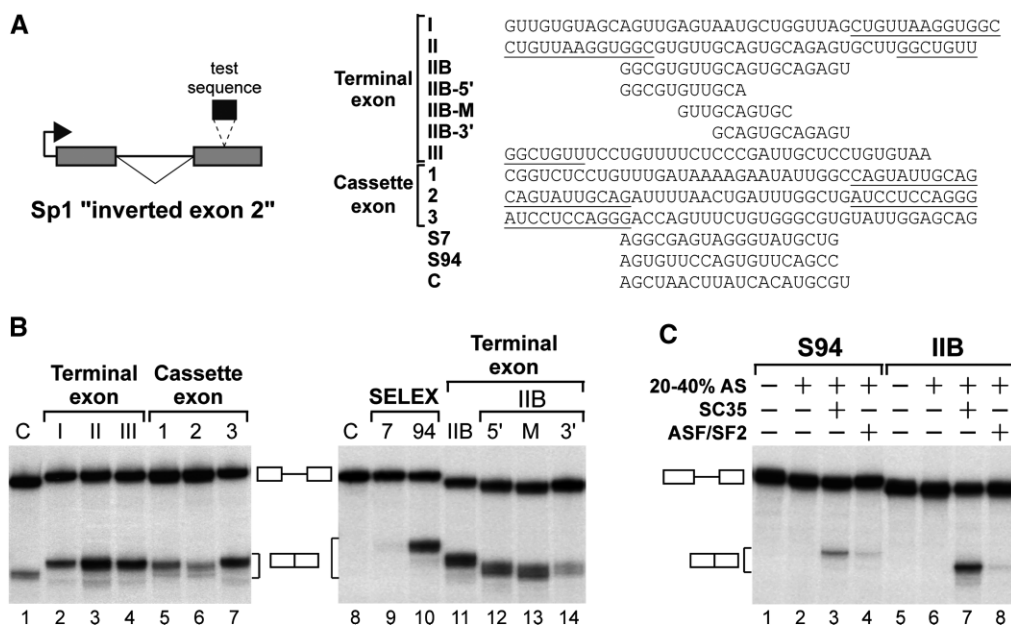 A
test
sequence
Sp1 "inverted exon 2"
Terminal
exon
Cassette
exon
I GUUGUGUAGCAGUUGAGUAAUGCUGGUUAGCUGUUAAGGUGGC
II CUGUUAAGGUGGCGUGUUGCAGUGCAGAGUGCUUGGCUGUU
IIB GGCGUGUUGCAGUGCAGAGU
IIB-5' GGCGUGUUGCA
IIB-M GUUGCAGUGC
IIB-3' GCAGUGCAGAGU
III GGCUGUUUCCUGUUUUCUCCCGAUUGCUCCUGUGUAA
1 CGGUCUCCUGUUUGAUAAAAGAAUAUUGGCCAGUAUUGCAG
2 CAGUAUUGCAGAUUUUAACUGAUUUGGCUGAUCCUCCAGGG
3 AUCCUCCAGGGACCAGUUUCUGUGGGCGUGUAUUGGAGCAG
S7 AGGCGAGUAGGGUAUGCUG
S94 AGUGUUCCAGUGUUCAGCC
C AGCUAACUUAUCACAUGCGU
B
Terminal
exon
Cassette
exon
C I II III 1 2 3
1 2 3 4 5 6 7
Terminal
exon
SELEX
IIB
C 7 94 IIB 5' M 3'
8 9 10 11 12 13 14
C
S94 IIB
20-40% AS − + + + − + + +
SC35 − − + − − − + −
ASF/SF2 − − − + − − − +
1 2 3 4 5 6 7 8